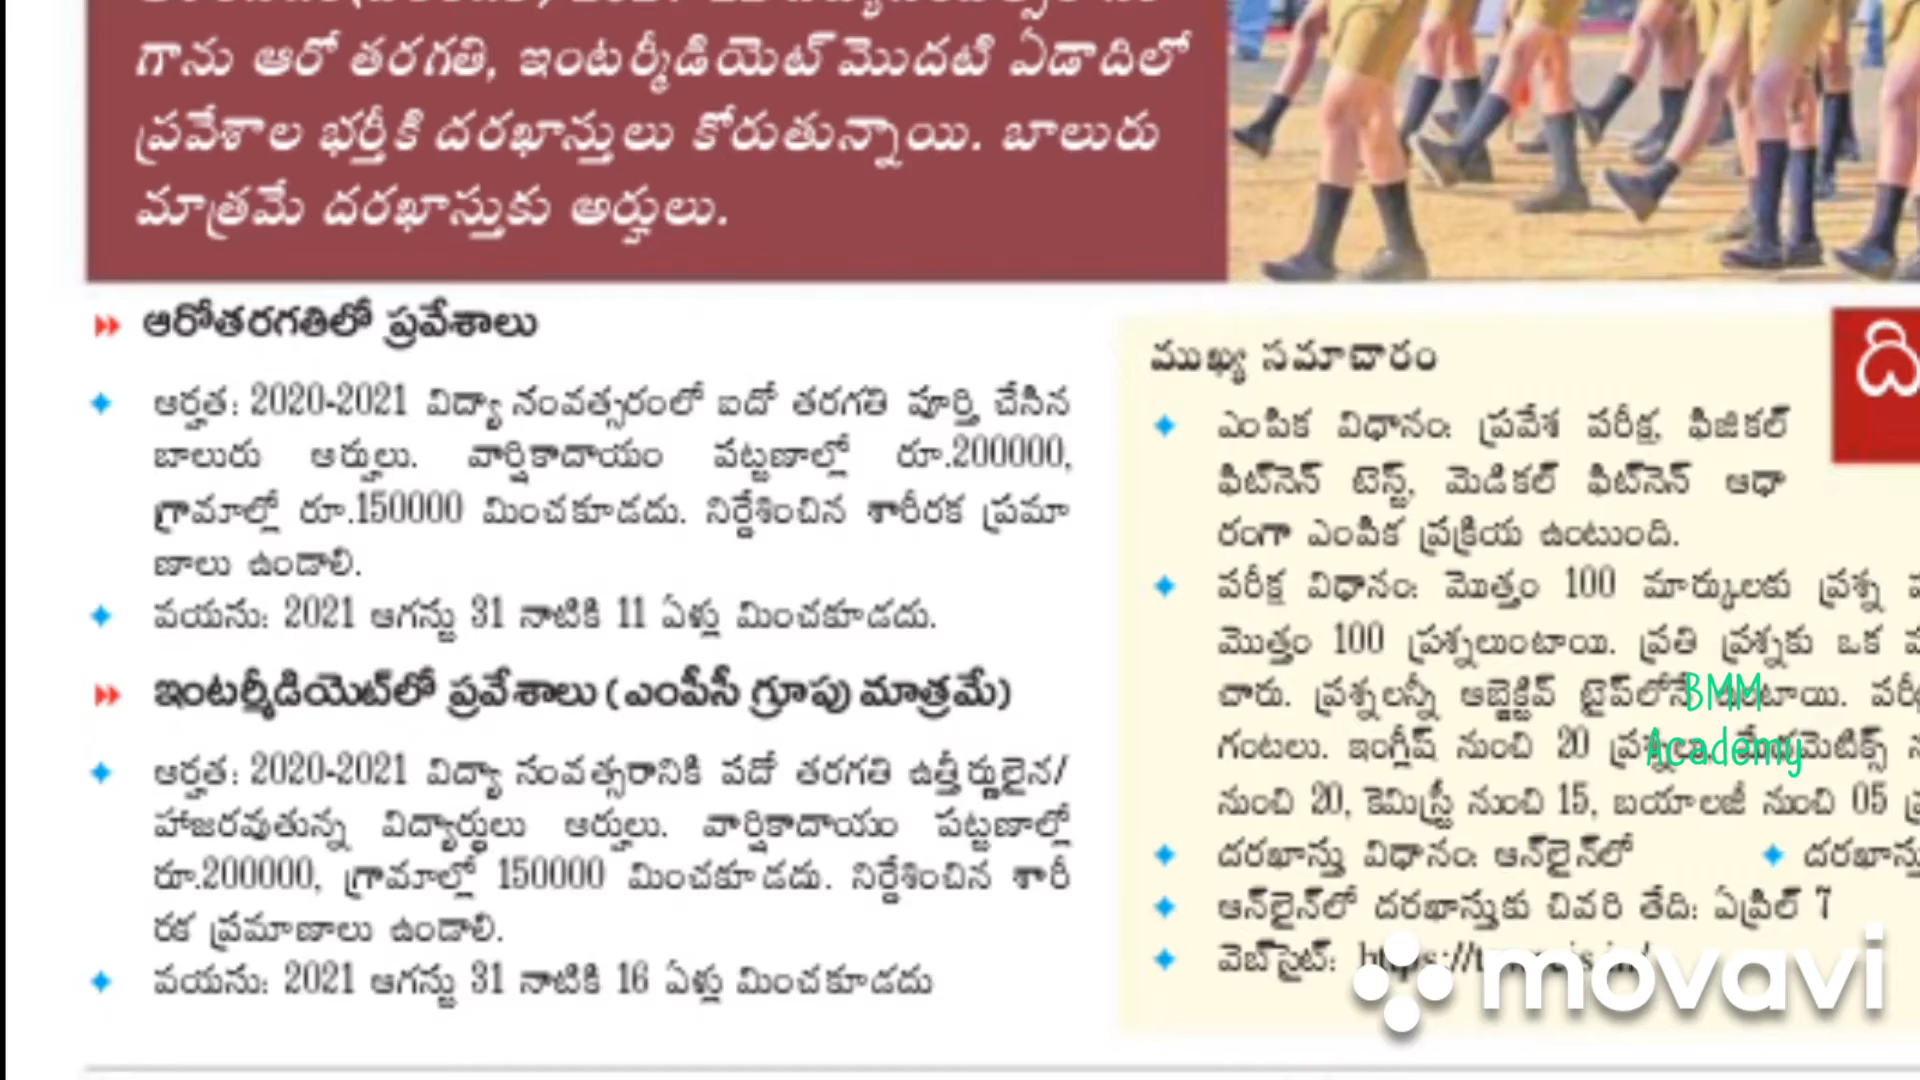 గాను ఆరో తరగతి, ఇంటర్మీడియెట్ మొదటి ఏడాదిలో
ప్రవేశాల భర్తీకి దరఖాస్తులు కోరుతున్నాయి. బాలురు
మాత్రమే దరఖాస్తుకు అర్హులు.
ఆరోతరగతిలో ప్రవేశాలు
అర్హత: 2020-2021 విద్యా సంవత్సరంలో ఐదో తరగతి పూర్తి చేసిన
బాలురు అర్హులు. వార్షికాదాయం పట్టణాల్లో రూ.200000,
గ్రామాల్లో రూ.150000 మించకూడదు. నిర్దేశించిన శారీరక ప్రమా
ణాలు ఉండాలి.
వయసు: 2021 ఆగస్టు 31 నాటికి 11 ఏళ్లు మించకూడదు.
ఇంటర్మీడియెట్‌లో ప్రవేశాలు (ఎంపీసీ గ్రూపు మాత్రమే)
అర్హత: 2020-2021 విద్యా సంవత్సరానికి పదో తరగతి ఉత్తీర్ణులైన/
హాజరవుతున్న విద్యార్థులు అర్హులు. వార్షికాదాయం పట్టణాల్లో
రూ.200000, గ్రామాల్లో 150000 మించకూడదు. నిర్దేశించిన శారీ
రక ప్రమాణాలు ఉండాలి.
వయసు: 2021 ఆగస్టు 31 నాటికి 16 ఏళ్లు మించకూడదు
ది
ముఖ్య సమాచారం
ఎంపిక విధానం: ప్రవేశ పరీక్ష, ఫిజికల్
ఫిట్‌నెస్ టెస్ట్, మెడికల్ ఫిట్‌నెస్ ఆధా
రంగా ఎంపిక ప్రక్రియ ఉంటుంది.
పరీక్ష విధానం: మొత్తం 100 మార్కులకు ప్రశ్న
మొత్తం 100 ప్రశ్నలుంటాయి. ప్రతి ప్రశ్నకు ఒక
చారు. ప్రశ్నలన్నీ ఆబ్జెక్టివ్ టైప్‌లోనే ఉంటాయి.
గంటలు. ఇంగ్లీష్ నుంచి 20 ప్రశ్నలు, మేథమెటిక్స్
నుంచి 20, కెమిస్ట్రీ నుంచి 15, బయాలజీ నుంచి 05
దరఖాస్తు విధానం: ఆన్‌లైన్‌లో
ఆన్‌లైన్‌లో దరఖాస్తుకు చివరి తేది: ఏప్రిల్ 7
వెబ్‌సైట్:
BMM
Academy
movavi